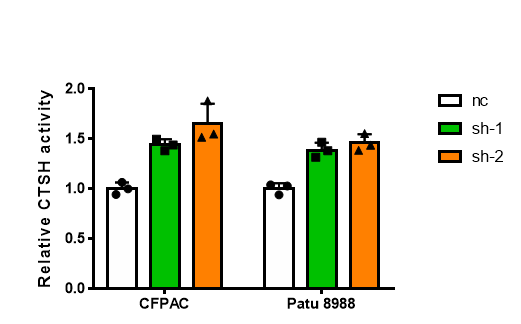 Relative CTSH activity
2.0
1.5
1.0
0.5
0.0
CFPAC
Patu 8988
nc
sh-1
sh-2